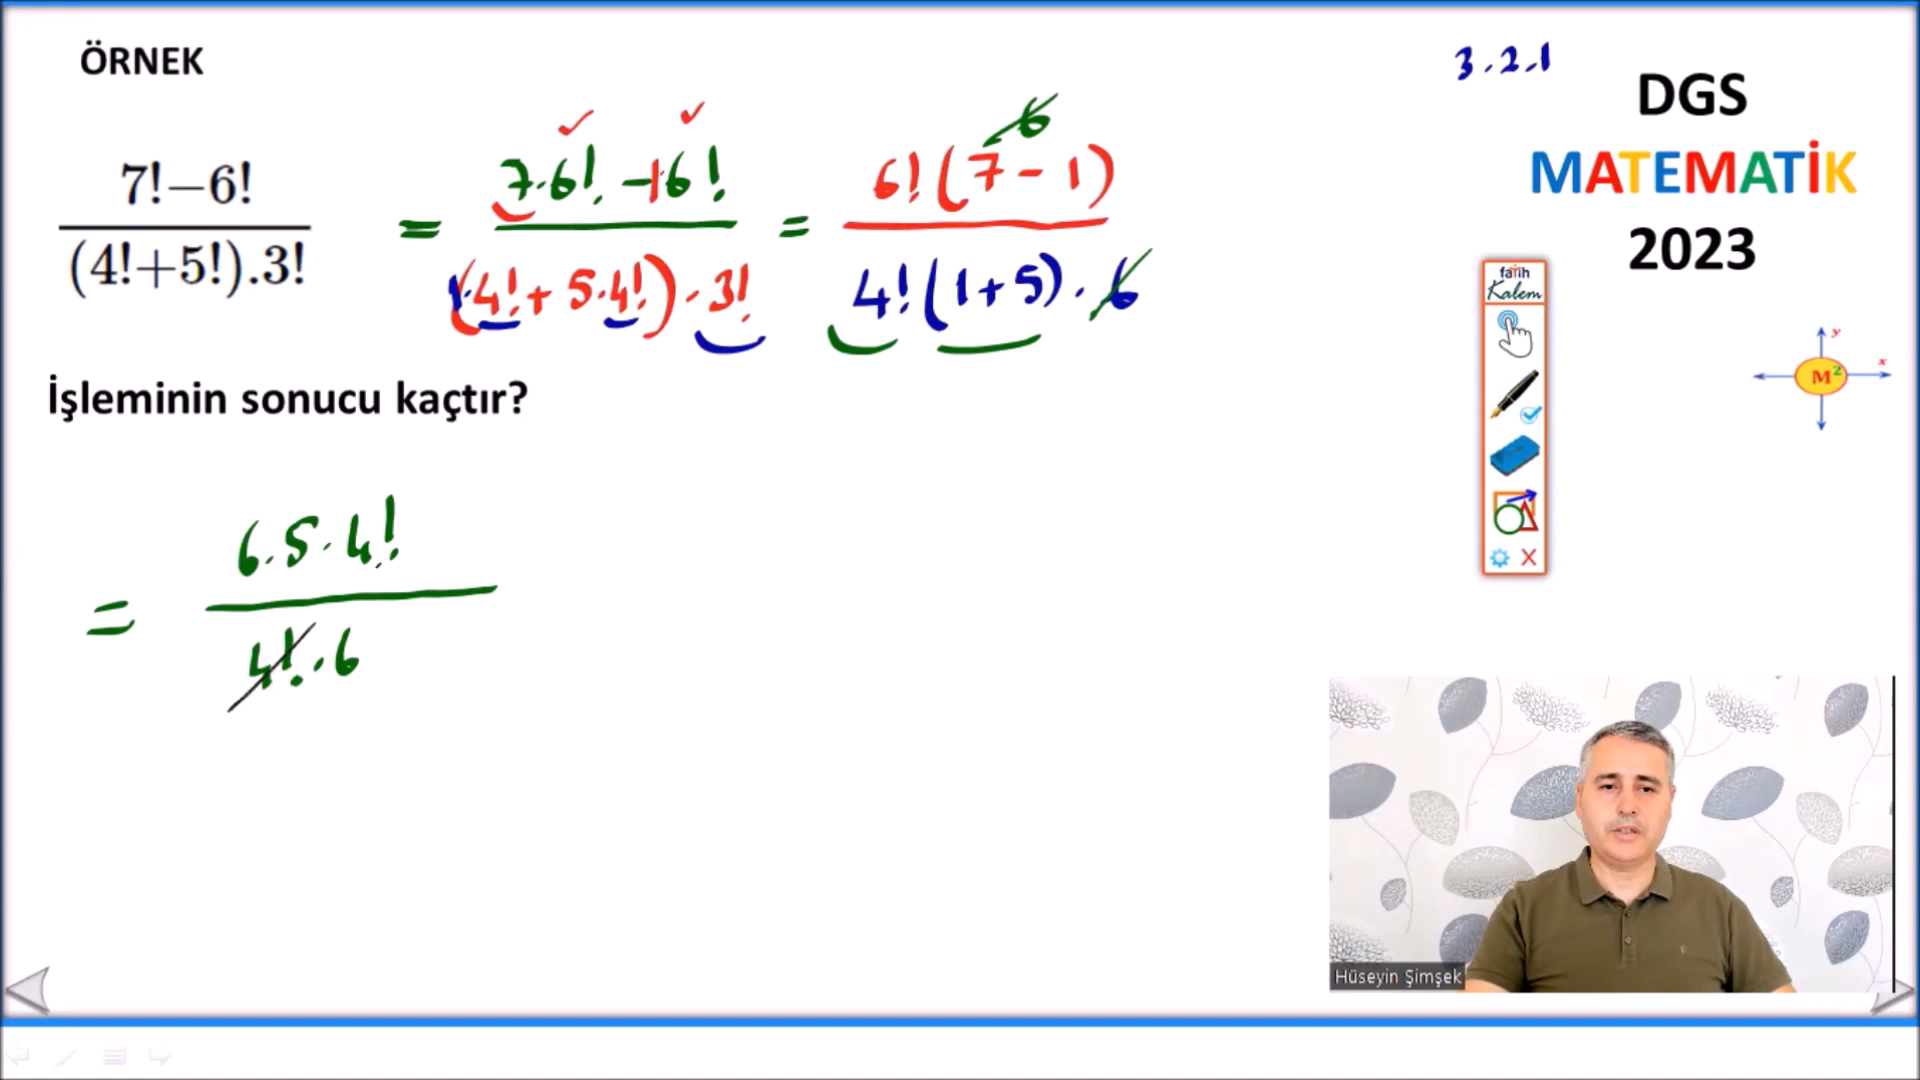 ÖRNEK
3.2.1
DGS
MATEMATİK
2023
7!−6!
(4!+5!).3!
= 7·6! −1·6!
(1·4!+5·4!)·3!
= 6!(7−1) 6
4!(1+5)·6
fatih
Kalem
y
x
M²
İşleminin sonucu kaçtır?
= 6.5.4!
4!.6
Hüseyin Şimşek